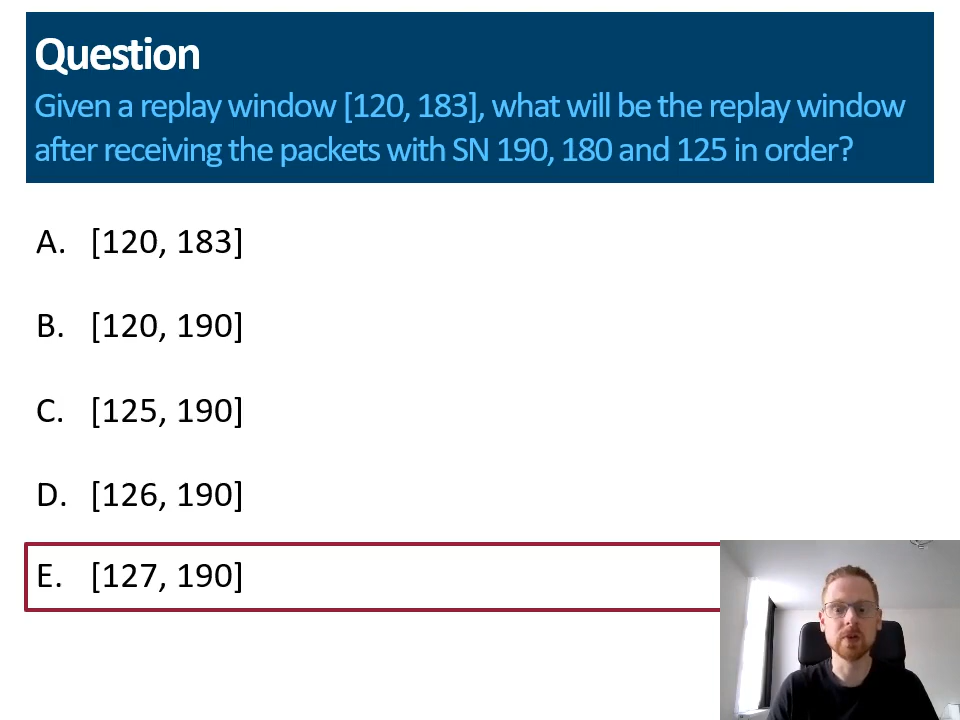 Question
Given a replay window [120, 183], what will be the replay window
after receiving the packets with SN 190, 180 and 125 in order?
A. [120, 183]
B. [120, 190]
C. [125, 190]
D. [126, 190]
E. [127, 190]